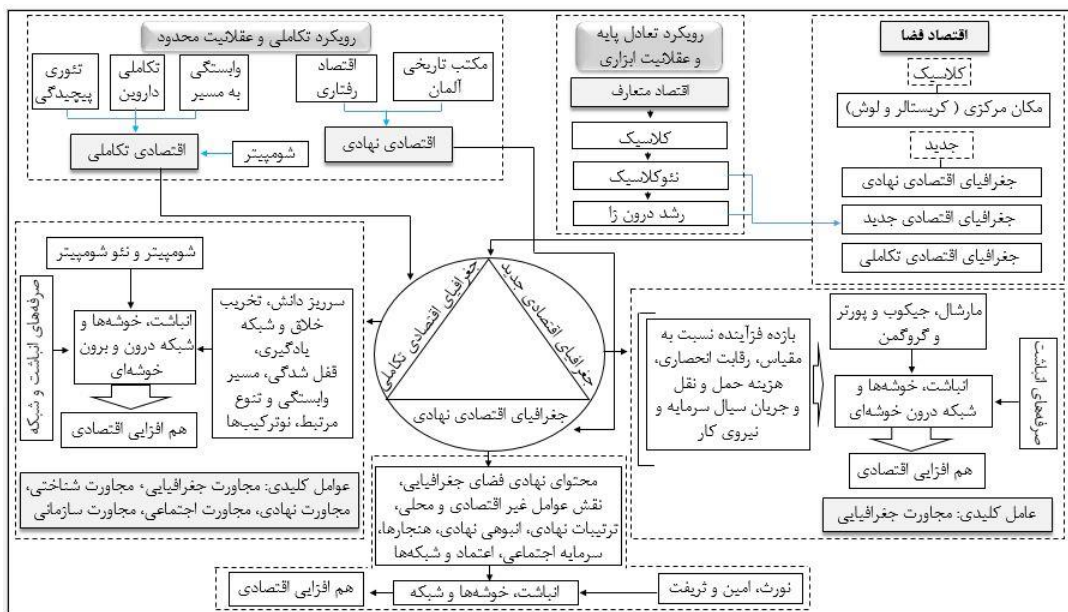 اقتصاد فضا
کلاسیک
مکان مرکزی ( کریستالر و لوش)
جدید
جغرافیای اقتصادی نهادی
جغرافیای اقتصادی جدید
جغرافیای اقتصادی تکاملی
رویکرد تعادل پایه
و عقلانیت ابزاری
اقتصاد متعارف
کلاسیک
نئوکلاسیک
رشد درون زا
رویکرد تکاملی و عقلانیت محدود
مکتب تاریخی
آلمان
اقتصاد
رفتاری
وابستگی
به مسیر
تکاملی
داروین
تئوری
پیچیدگی
اقتصادی نهادی
شومپیتر
اقتصادی تکاملی
جغرافیای اقتصادی جدید
جغرافیای اقتصادی تکاملی
جغرافیای اقتصادی نهادی
مارشال، جیکوب و پورتر
و گروگمن
بازده فزآینده نسبت به
مقیاس، رقابت انحصاری،
هزینه حمل و نقل
و جریان سیال سرمایه و
نیروی کار
انباشت، خوشه‌ها و
شبکه درون خوشه‌ای
صرفه‌های انباشت
هم افزایی اقتصادی
عامل کلیدی: مجاورت جغرافیایی
شومپیتر و نئو شومپیتر
سرریز دانش، تخریب
خلاق و شبکه
یادگیری،
قفل شدگی، مسیر
وابستگی و تنوع
مرتبط، نوترکیب‌ها
انباشت، خوشه‌ها و
شبکه درون و برون
خوشه‌ای
صرفه‌های انباشت و شبکه
هم افزایی اقتصادی
عوامل کلیدی: مجاورت جغرافیایی، مجاورت شناختی،
مجاورت نهادی، مجاورت اجتماعی، مجاورت سازمانی
محتوای نهادی فضای جغرافیایی،
نقش عوامل غیر اقتصادی و محلی،
ترتیبات نهادی، انبوهی نهادی، هنجارها،
سرمایه اجتماعی، اعتماد و شبکه‌ها
نورث، امین و ثریفت
انباشت، خوشه‌ها و شبکه
هم افزایی اقتصادی